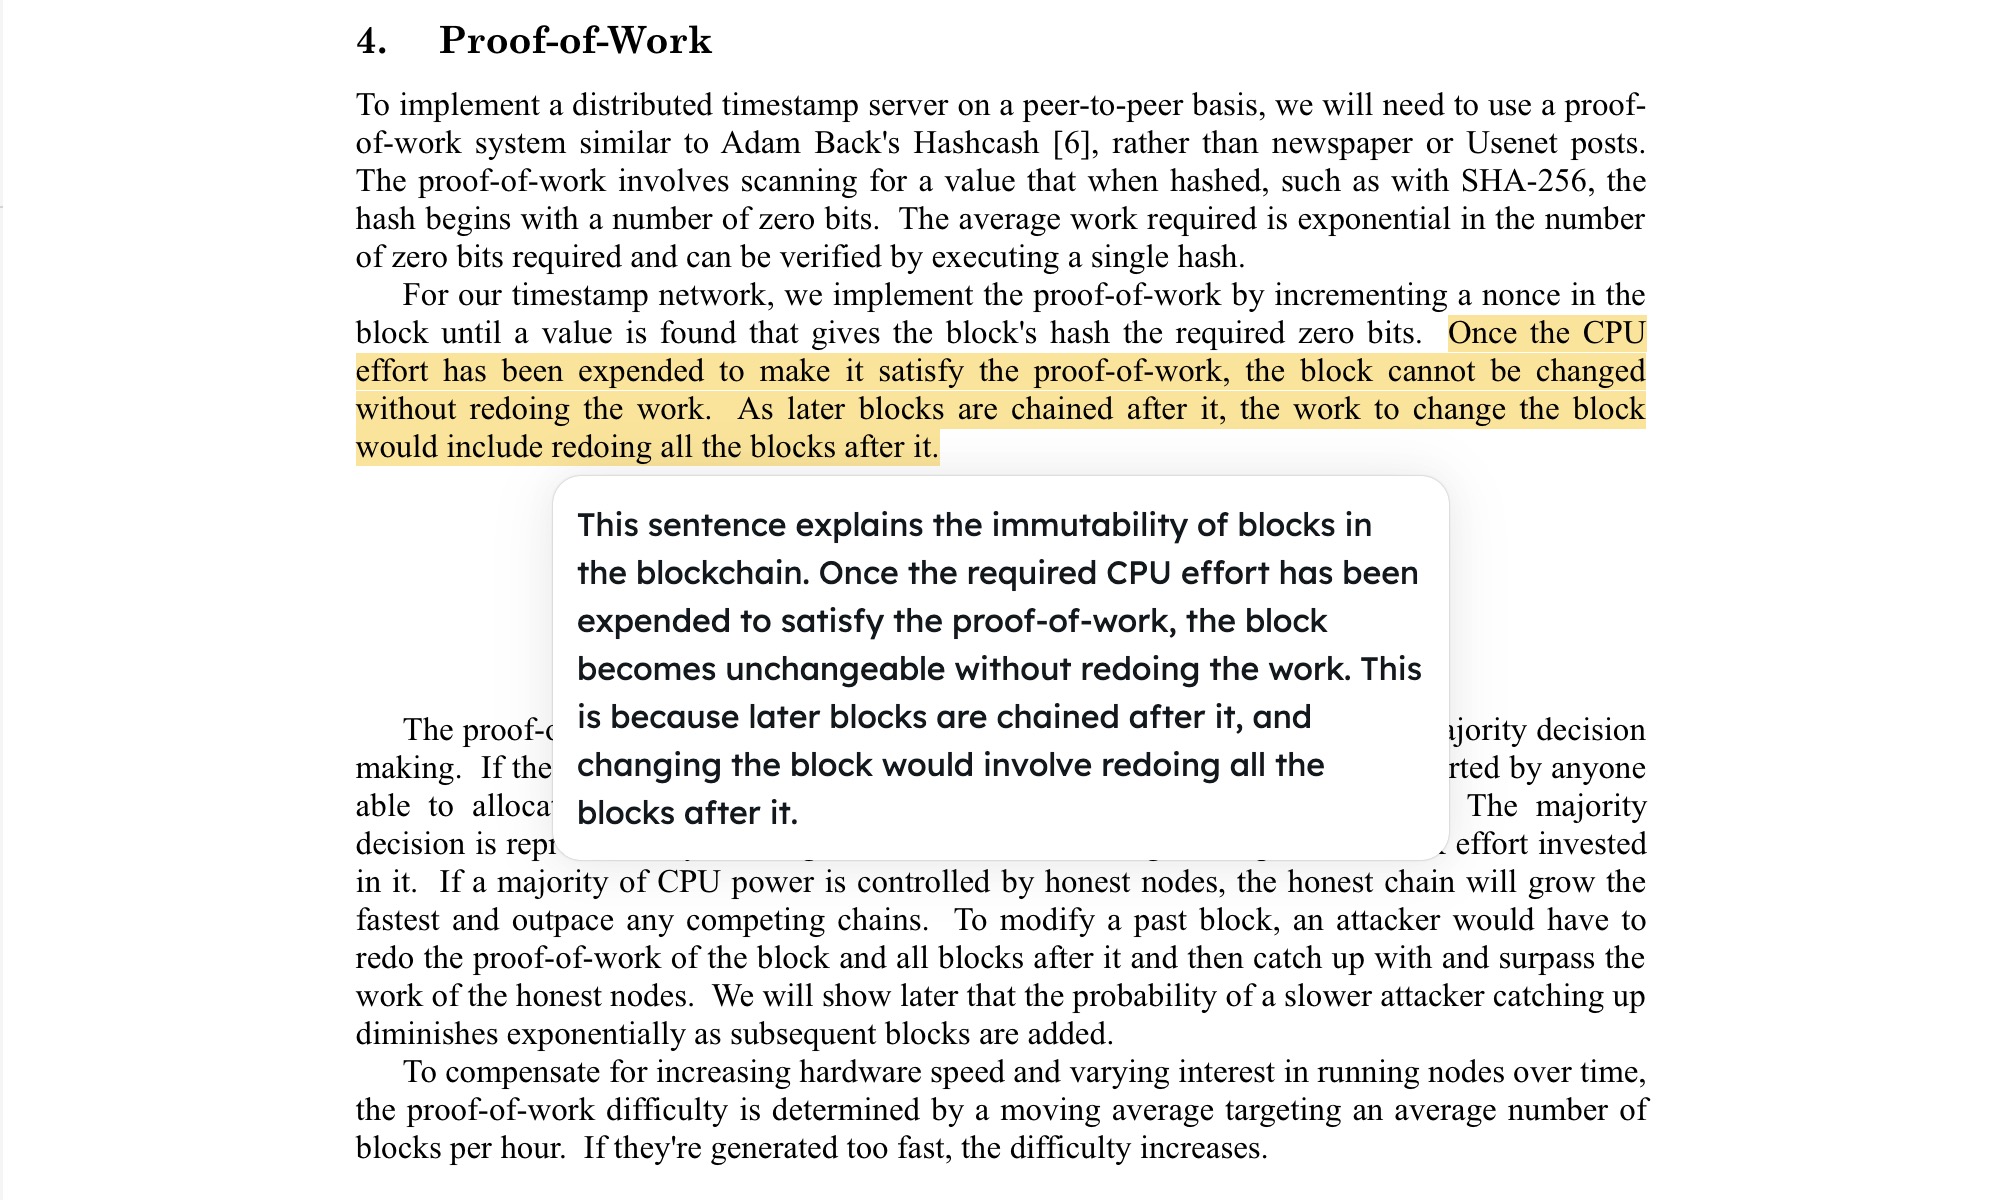 4. Proof-of-Work
To implement a distributed timestamp server on a peer-to-peer basis, we will need to use a proof-
of-work system similar to Adam Back's Hashcash [6], rather than newspaper or Usenet posts.
The proof-of-work involves scanning for a value that when hashed, such as with SHA-256, the
hash begins with a number of zero bits. The average work required is exponential in the number
of zero bits required and can be verified by executing a single hash.
For our timestamp network, we implement the proof-of-work by incrementing a nonce in the
block until a value is found that gives the block's hash the required zero bits. Once the CPU
effort has been expended to make it satisfy the proof-of-work, the block cannot be changed
without redoing the work. As later blocks are chained after it, the work to change the block
would include redoing all the blocks after it.
This sentence explains the immutability of blocks in
the blockchain. Once the required CPU effort has been
expended to satisfy the proof-of-work, the block
becomes unchangeable without redoing the work. This
is because later blocks are chained after it, and
changing the block would involve redoing all the
blocks after it.
The decision
making. If the by anyone
able to The majority
decision is effort invested
in it. If a majority of CPU power is controlled by honest nodes, the honest chain will grow the
fastest and outpace any competing chains. To modify a past block, an attacker would have to
redo the proof-of-work of the block and all blocks after it and then catch up with and surpass the
work of the honest nodes. We will show later that the probability of a slower attacker catching up
diminishes exponentially as subsequent blocks are added.
To compensate for increasing hardware speed and varying interest in running nodes over time,
the proof-of-work difficulty is determined by a moving average targeting an average number of
blocks per hour. If they're generated too fast, the difficulty increases.